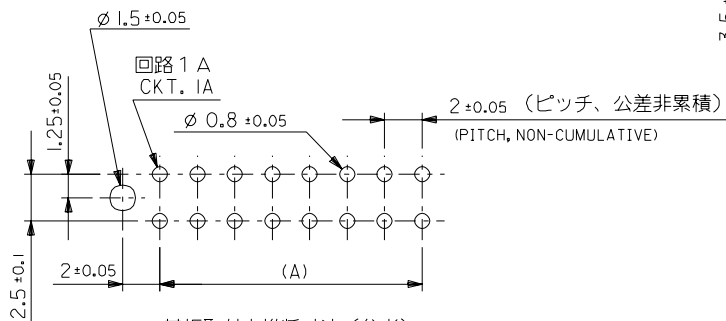 ⌀ 1.5 ±0.05
回路 1 A
CKT. 1A
1.25±0.05
⌀ 0.8 ±0.05
2±0.05 （ピッチ、公差非累積）
(PITCH, NON-CUMULATIVE)
2.5 ±0.1
2±0.05
(A)